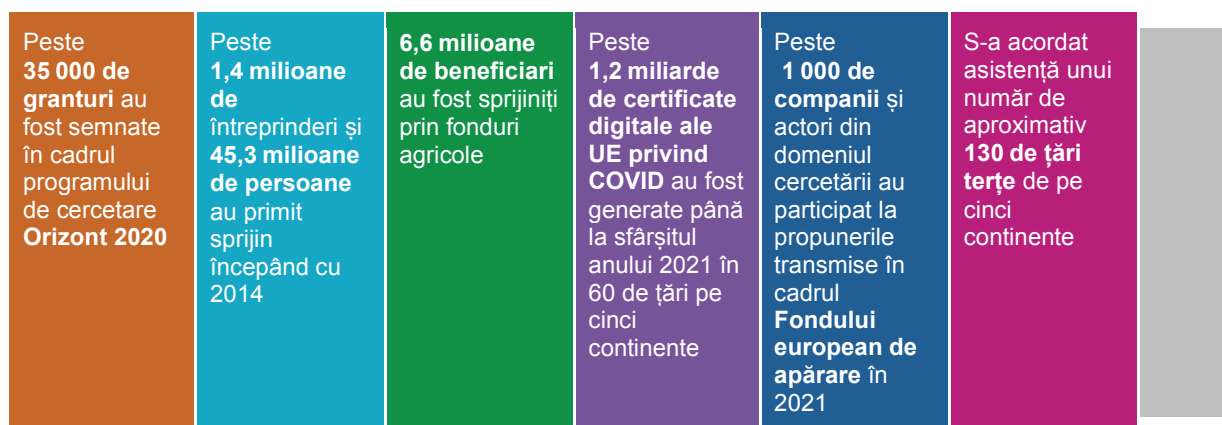 Peste
35 000 de
granturi au
fost semnate
în cadrul
programului
de cercetare
Orizont 2020
Peste
1,4 milioane
de
întreprinderi și
45,3 milioane
de persoane
au primit
sprijin
începând cu
2014
6,6 milioane
de beneficiari
au fost sprijiniți
prin fonduri
agricole
Peste
1,2 miliarde
de certificate
digitale ale
UE privind
COVID au fost
generate până
la sfârșitul
anului 2021 în
60 de țări pe
cinci
continente
Peste
1 000 de
companii și
actori din
domeniul
cercetării au
participat la
propunerile
transmise în
cadrul
Fondului
european de
apărare în
2021
S-a acordat
asistență unui
număr de
aproximativ
130 de țări
terțe de pe
cinci
continente